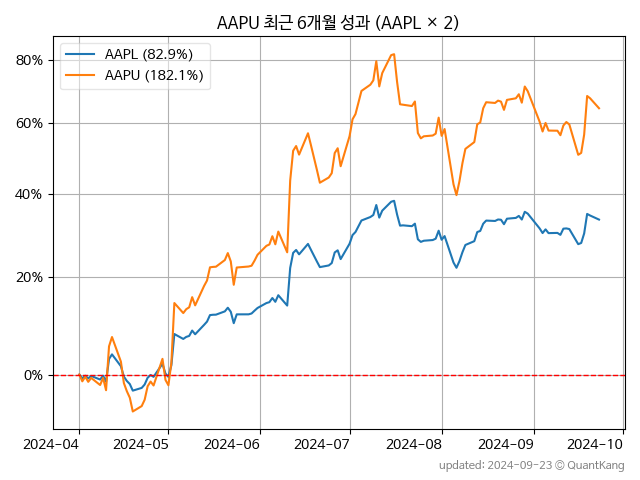 AAPU 최근 6개월 성과 (AAPL × 2)
AAPL (82.9%)
AAPU (182.1%)
80%
60%
40%
20%
0%
2024-04 2024-05 2024-06 2024-07 2024-08 2024-09 2024-10
updated: 2024-09-23 © QuantKang